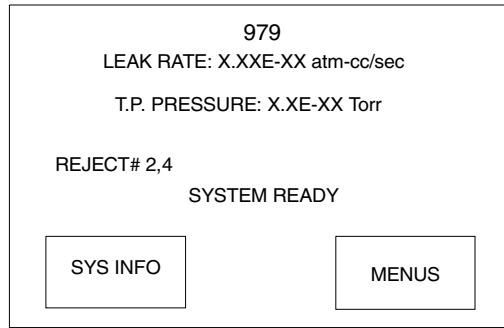 979
LEAK RATE: X.XXE-XX atm-cc/sec
T.P. PRESSURE: X.XE-XX Torr
REJECT# 2,4
SYSTEM READY
SYS INFO
MENUS